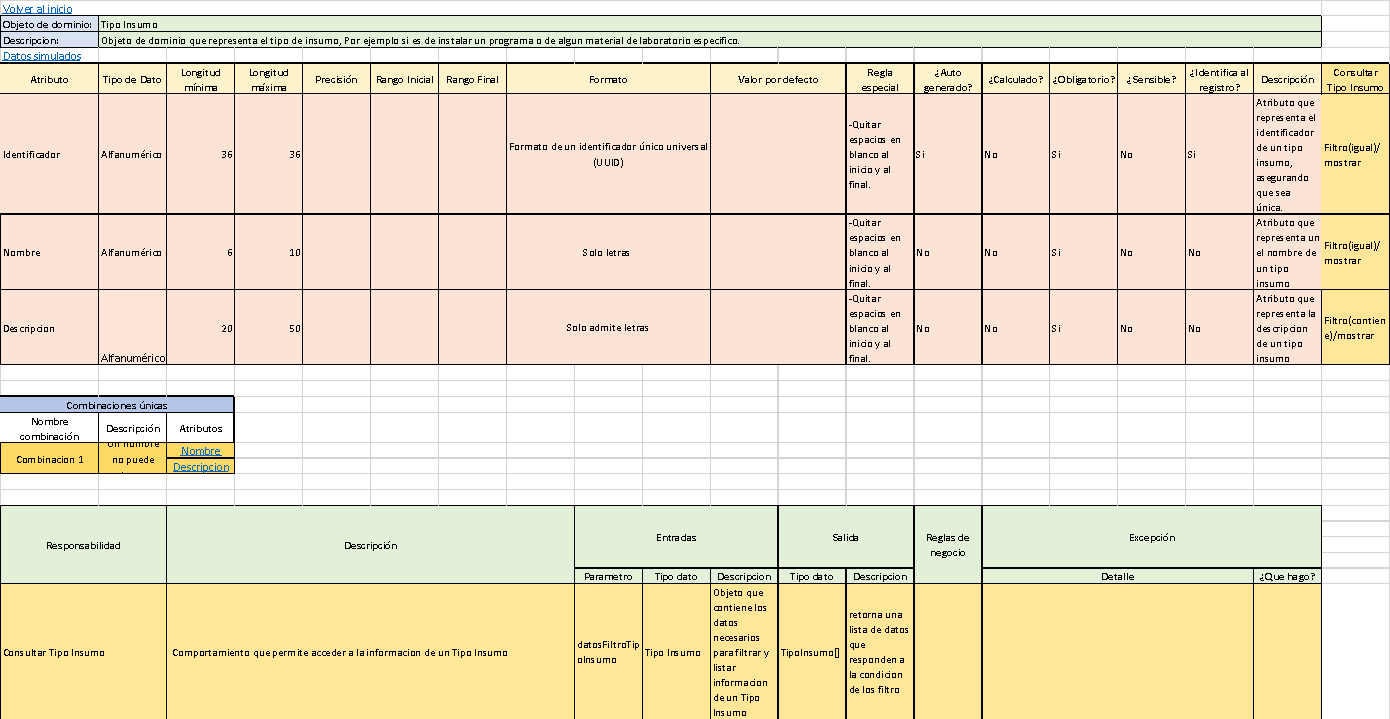 Volver al inicio
Objeto de dominio: Tipo Insumo
Descripcion: Objeto de dominio que representa el tipo de insumo, Por ejemplo si es de instalar un programa o de algun material de laboratorio especifico.
Datos simulados
Atributo Tipo de Dato Longitud mínima Longitud máxima Precisión Rango Inicial Rango Final Formato Valor por defecto Regla especial ¿Auto generado? ¿Calculado? ¿Obligatorio? ¿Sensible? ¿Identifica al registro? Descripción Consultar Tipo Insumo
Identificador Alfanumérico 36 36 Formato de un identificador único universal (UUID) -Quitar espacios en blanco al inicio y al final. Si No Si No Si Atributo que representa el identificador de un tipo insumo, asegurando que sea única. Filtro(igual)/ mostrar
Nombre Alfanumérico 6 10 Solo letras -Quitar espacios en blanco al inicio y al final. No No Si No No Atributo que representa un el nombre de un tipo insumo Filtro(igual)/ mostrar
Descripcion Alfanumérico 20 50 Solo admite letras -Quitar espacios en blanco al inicio y al final. No No Si No No Atributo que representa la descripcion de un tipo insumo Filtro(contiene)/mostrar
Combinaciones únicas
Nombre combinación Descripción Atributos
Combinacion 1 Un nombre no puede Nombre
Descripcion
Responsabilidad Descripción Entradas Salida Reglas de negocio Excepción
Parametro Tipo dato Descripcion Tipo dato Descripcion Detalle ¿Que hago?
Consultar Tipo Insumo Comportamiento que permite acceder a la informacion de un Tipo Insumo datosFiltroTipoInsumo Tipo Insumo Objeto que contiene los datos necesarios para filtrar y listar informacion de un Tipo Insumo TipoInsumo[] retorna una lista de datos que responden a la condicion de los filtro